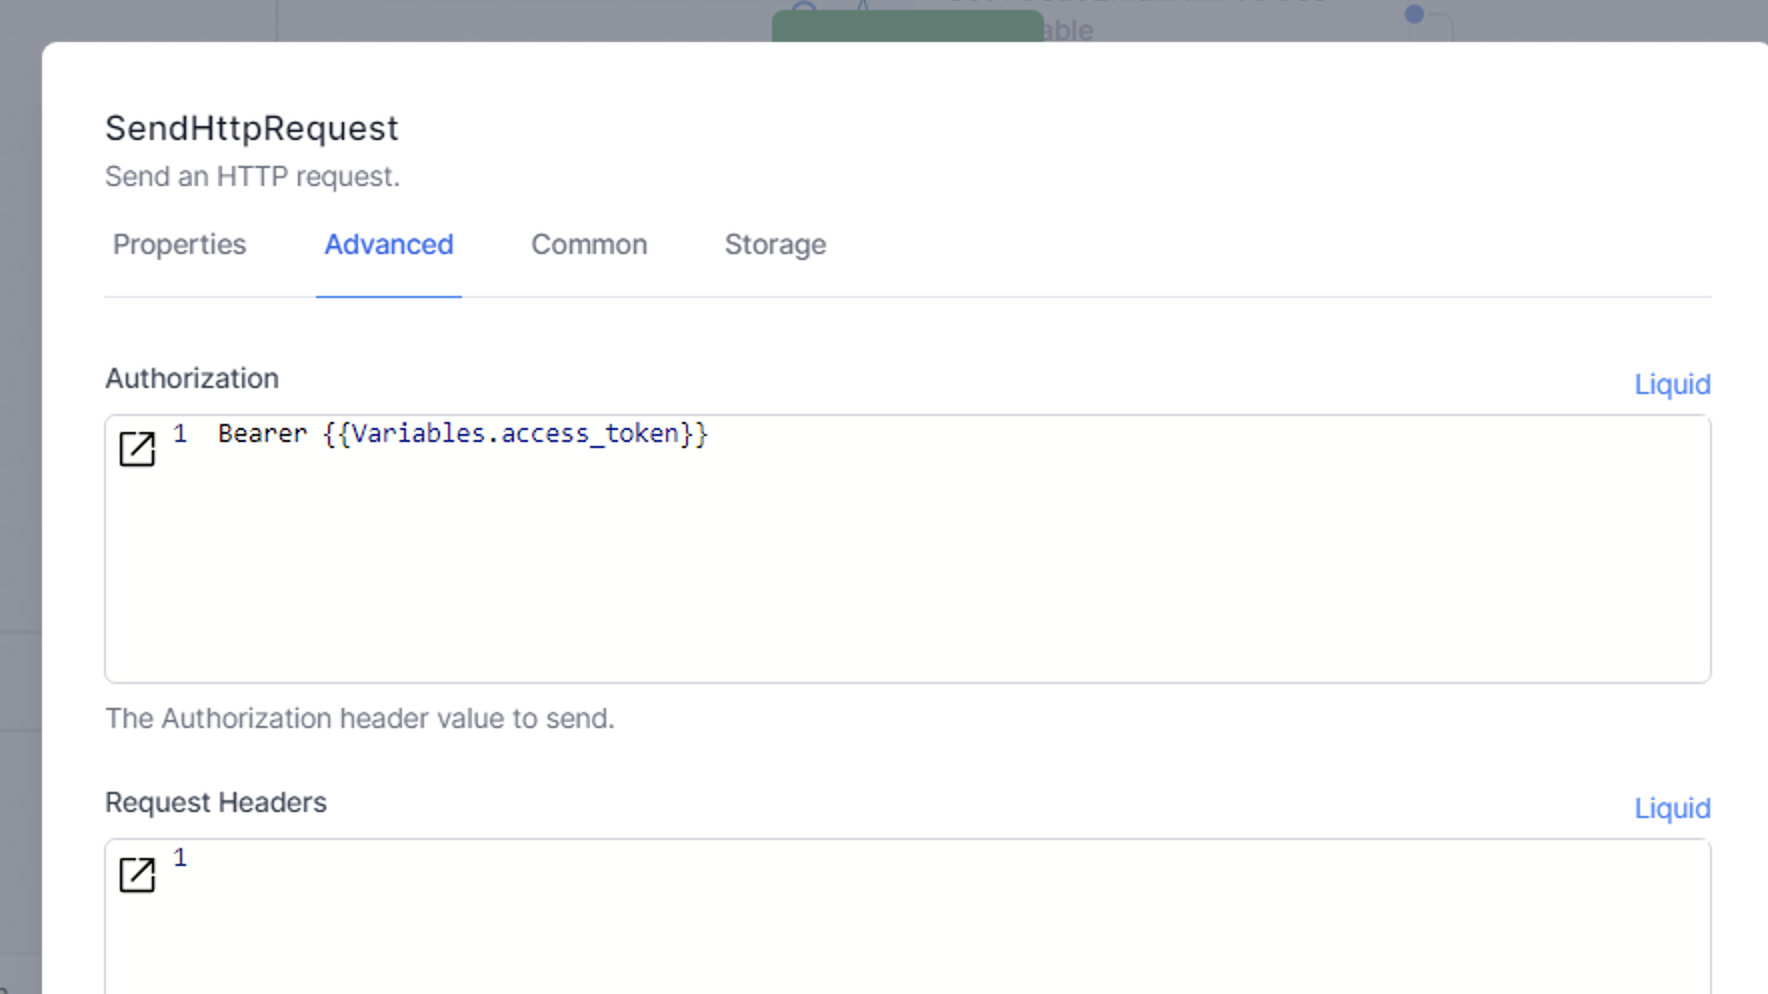 able
SendHttpRequest
Send an HTTP request.
Properties Advanced Common Storage
Authorization Liquid
1 Bearer {{Variables.access_token}}
The Authorization header value to send.
Request Headers Liquid
1